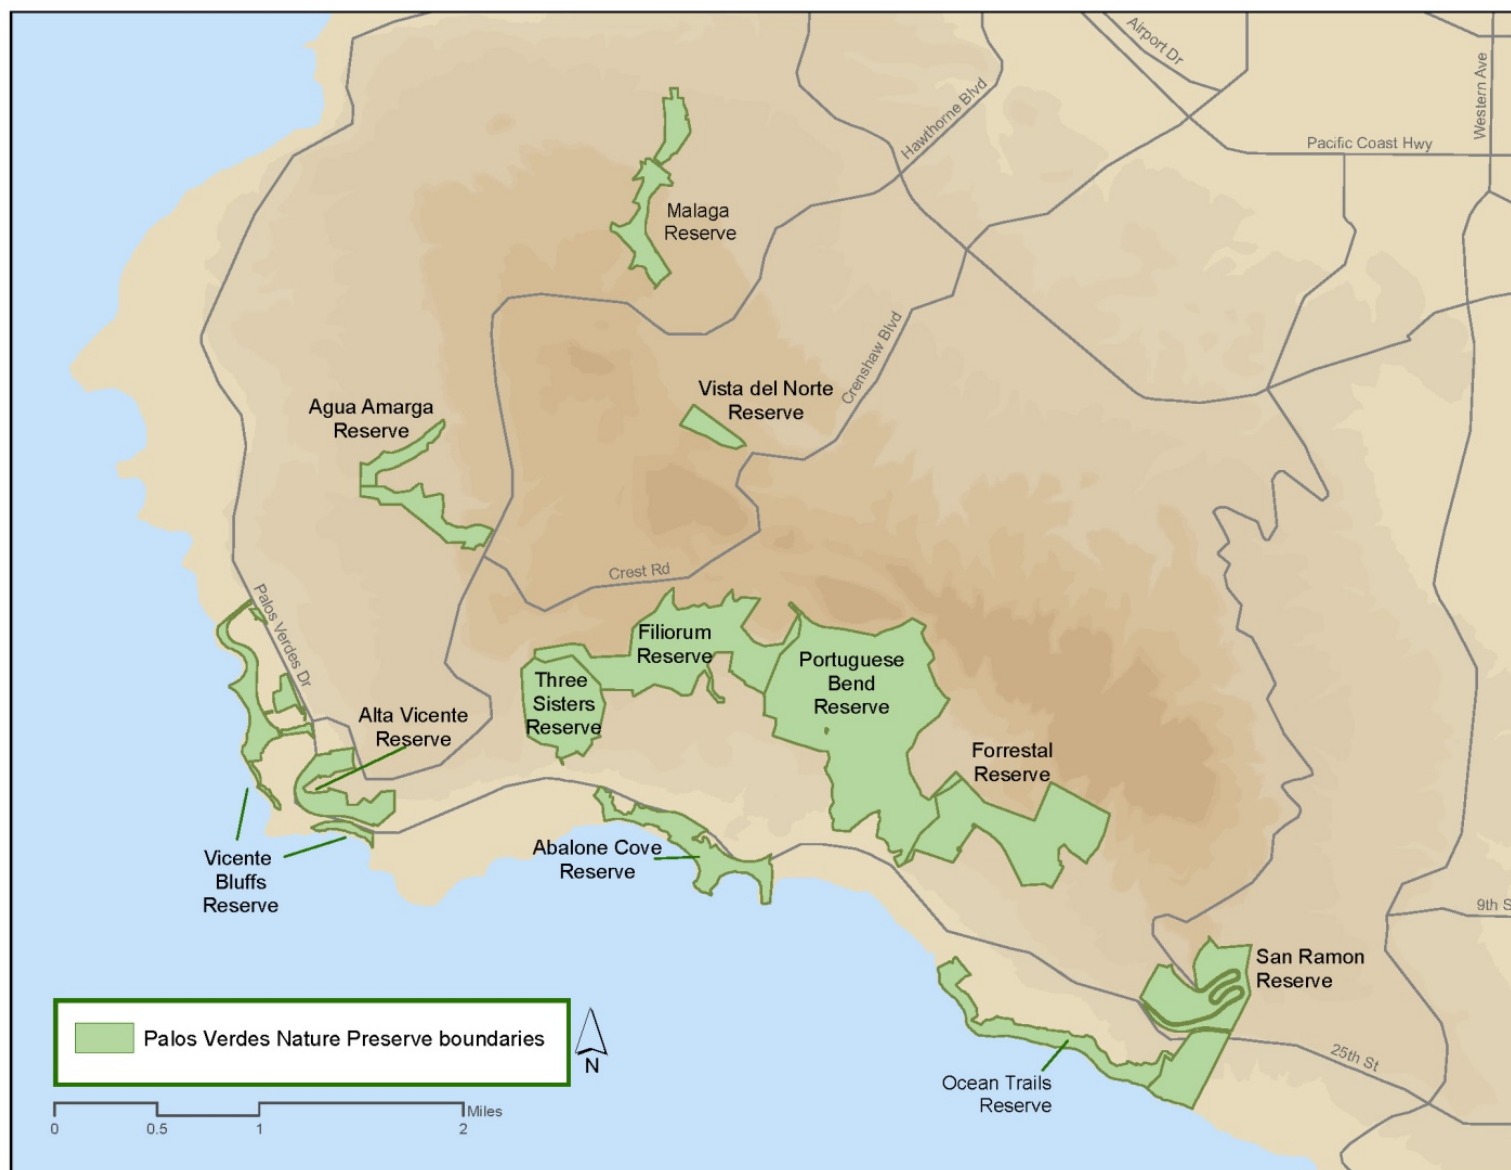 Airport Dr
Western Ave
Hawthorne Blvd
Pacific Coast Hwy
Malaga
Reserve
Crenshaw Blvd
Vista del Norte
Reserve
Agua Amarga
Reserve
Crest Rd
Palos Verdes Dr
Filiorum
Reserve
Portuguese
Bend
Reserve
Three
Sisters
Reserve
Alta Vicente
Reserve
Forrestal
Reserve
Vicente
Bluffs
Reserve
Abalone Cove
Reserve
9th S
San Ramon
Reserve
Palos Verdes Nature Preserve boundaries
N
25th St
Ocean Trails
Reserve
Miles
0 0.5 1 2